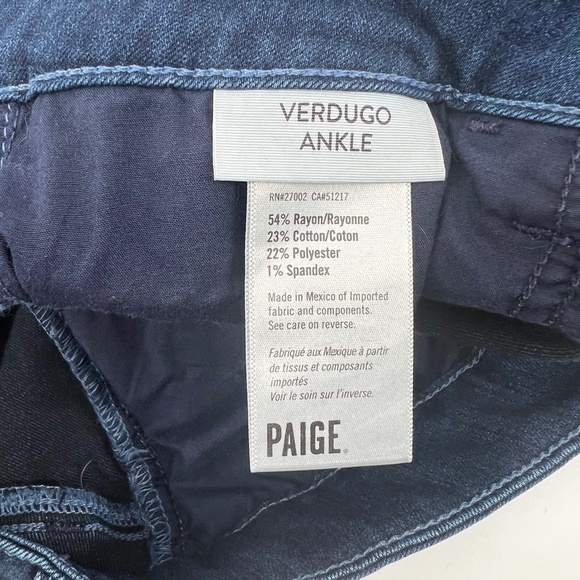 VERDUGO
ANKLE
RN#27002 CA#51217
54% Rayon/Rayonne
23% Cotton/Coton
22% Polyester
1% Spandex
Made in Mexico of Imported
fabric and components.
See care on reverse.
Fabriqué aux Mexique à partir
de tissus et composants
importés
Voir le soin sur l'inverse.
PAIGE®